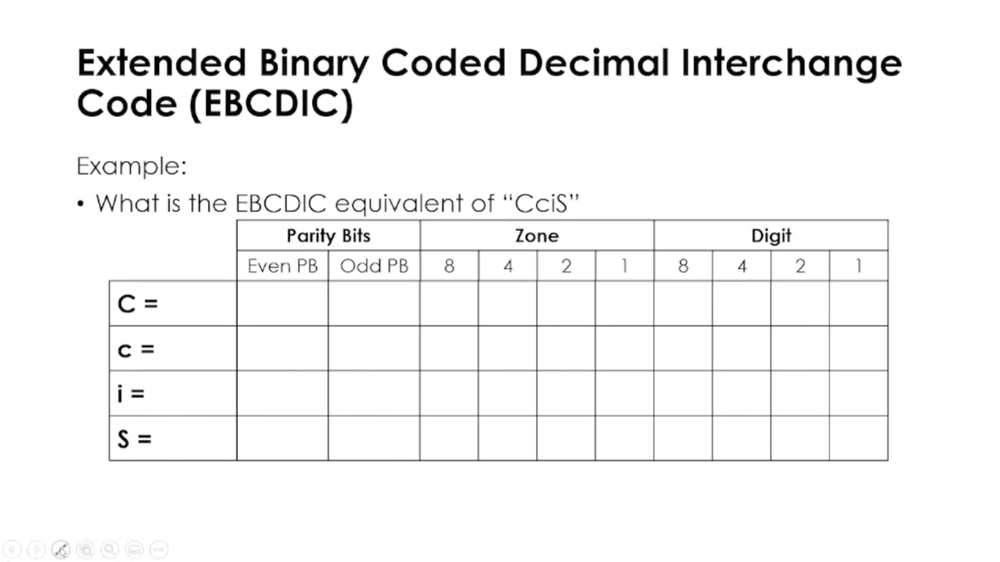 Extended Binary Coded Decimal Interchange
Code (EBCDIC)
Example:
• What is the EBCDIC equivalent of “CciS”
Parity Bits Zone Digit
Even PB Odd PB 8 4 2 1 8 4 2 1
C =
c =
i =
S =